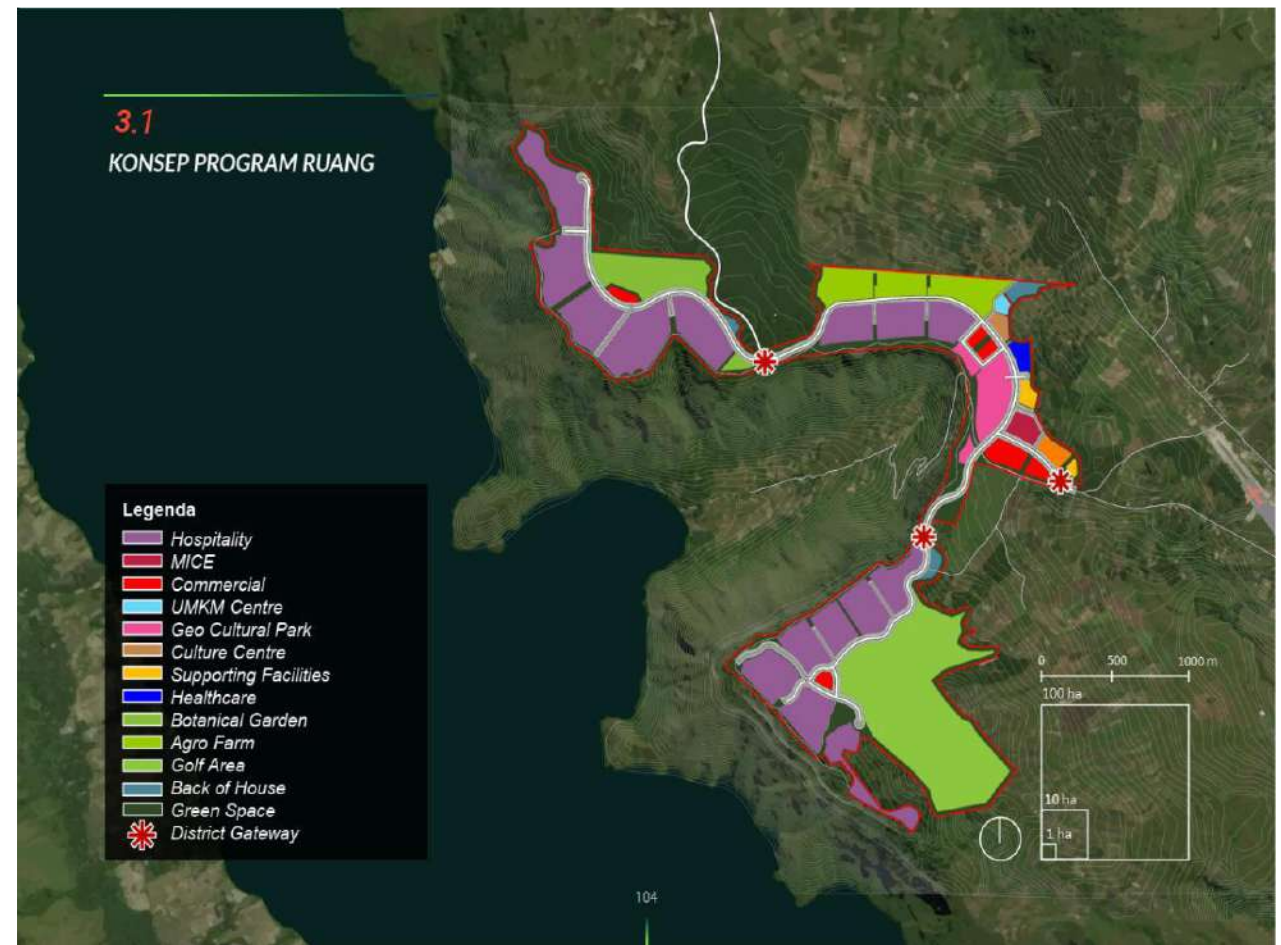 3.1
KONSEP PROGRAM RUANG
Legenda
Hospitality
MICE
Commercial
UMKM Centre
Geo Cultural Park
Culture Centre
Supporting Facilities
Healthcare
Botanical Garden
Agro Farm
Golf Area
Back of House
Green Space
District Gateway
0 500 1000 m
100 ha
10 ha
1 ha
104